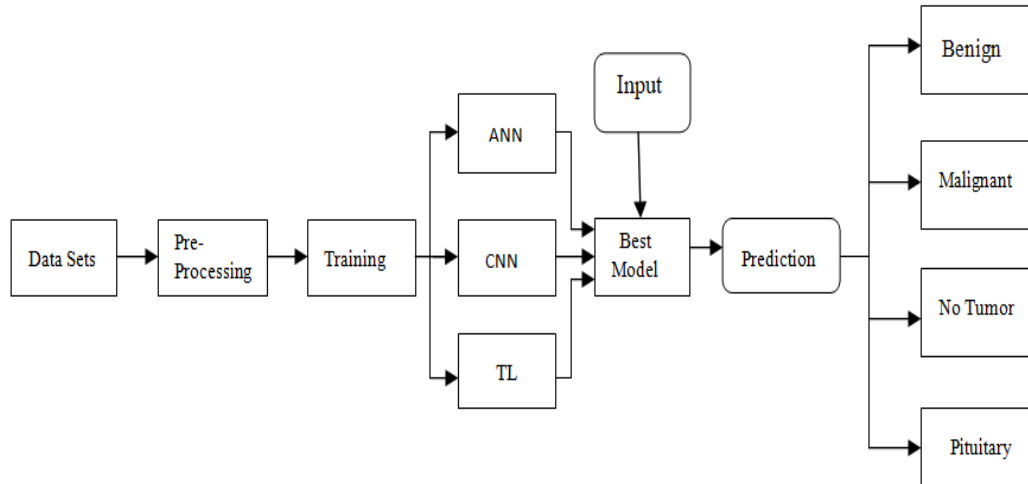 Data Sets
Pre-
Processing
Training
ANN
CNN
TL
Input
Best
Model
Prediction
Benign
Malignant
No Tumor
Pituitary